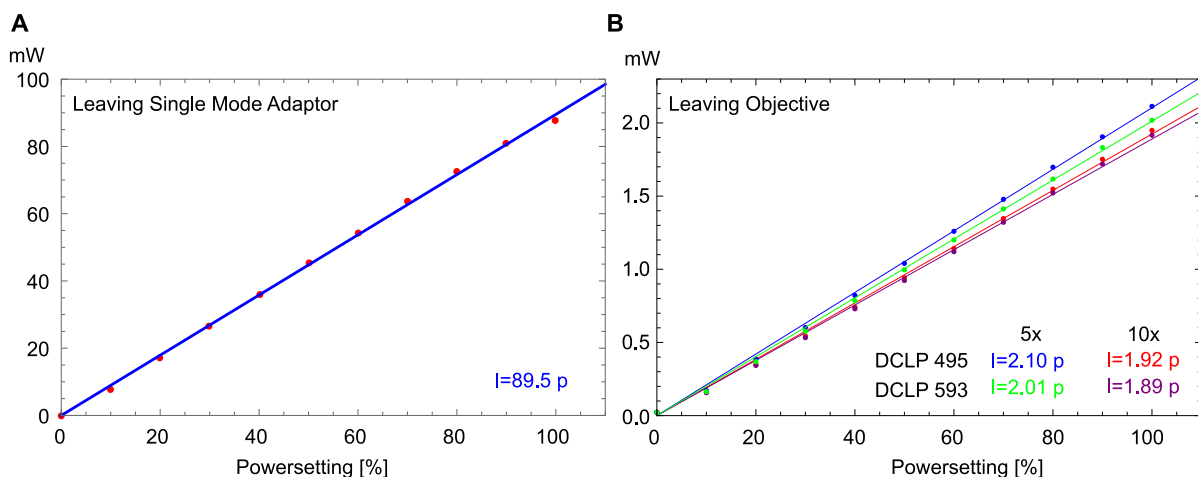 A
mW
100
80
60
40
20
0
Leaving Single Mode Adaptor
I=89.5 p
0 20 40 60 80 100
Powersetting [%]
B
mW
2.0
1.5
1.0
0.5
0.0
Leaving Objective
5x 10x
DCLP 495 I=2.10 p I=1.92 p
DCLP 593 I=2.01 p I=1.89 p
0 20 40 60 80 100
Powersetting [%]